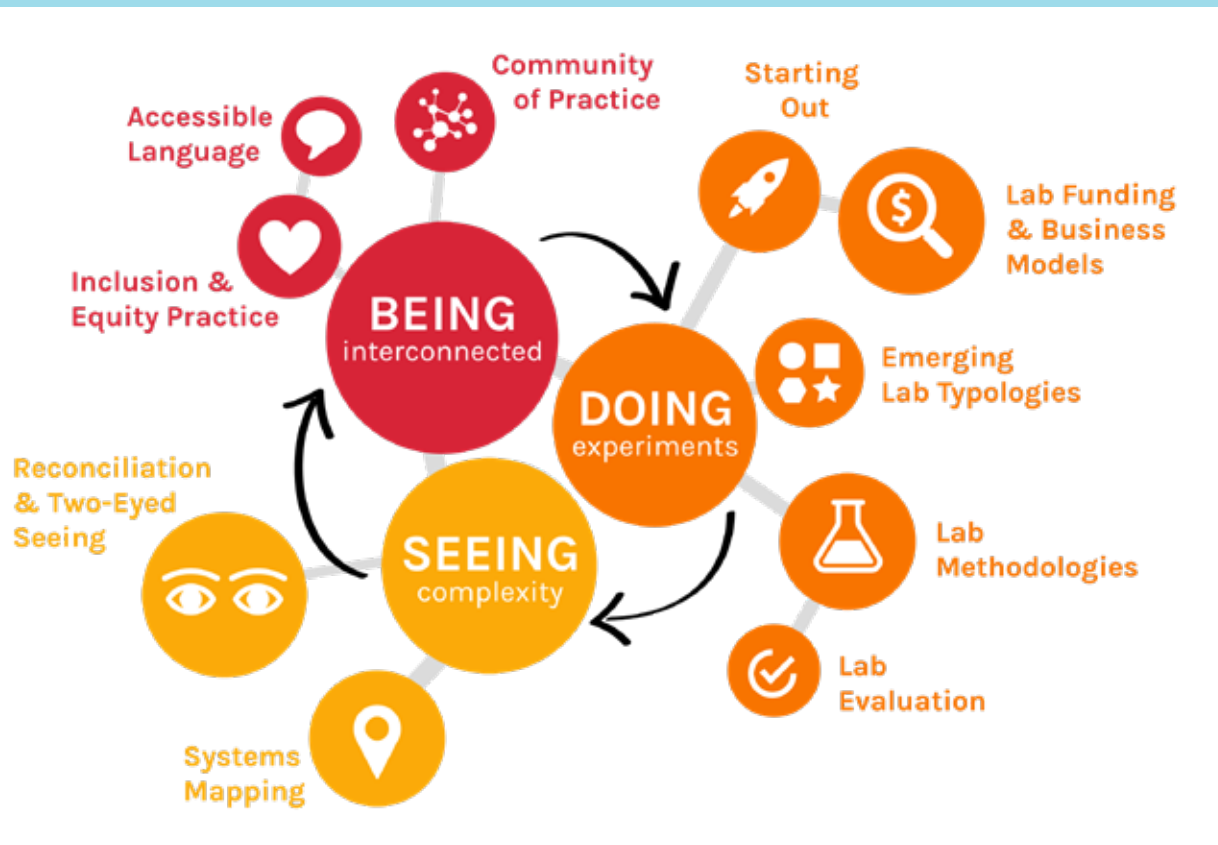 Community
of Practice
Accessible
Language
Inclusion &
Equity Practice
BEING
interconnected
Starting
Out
Lab Funding
& Business
Models
$
DOING
experiments
Emerging
Lab Typologies
Lab
Methodologies
Lab
Evaluation
SEEING
complexity
Reconciliation
& Two-Eyed
Seeing
Systems
Mapping